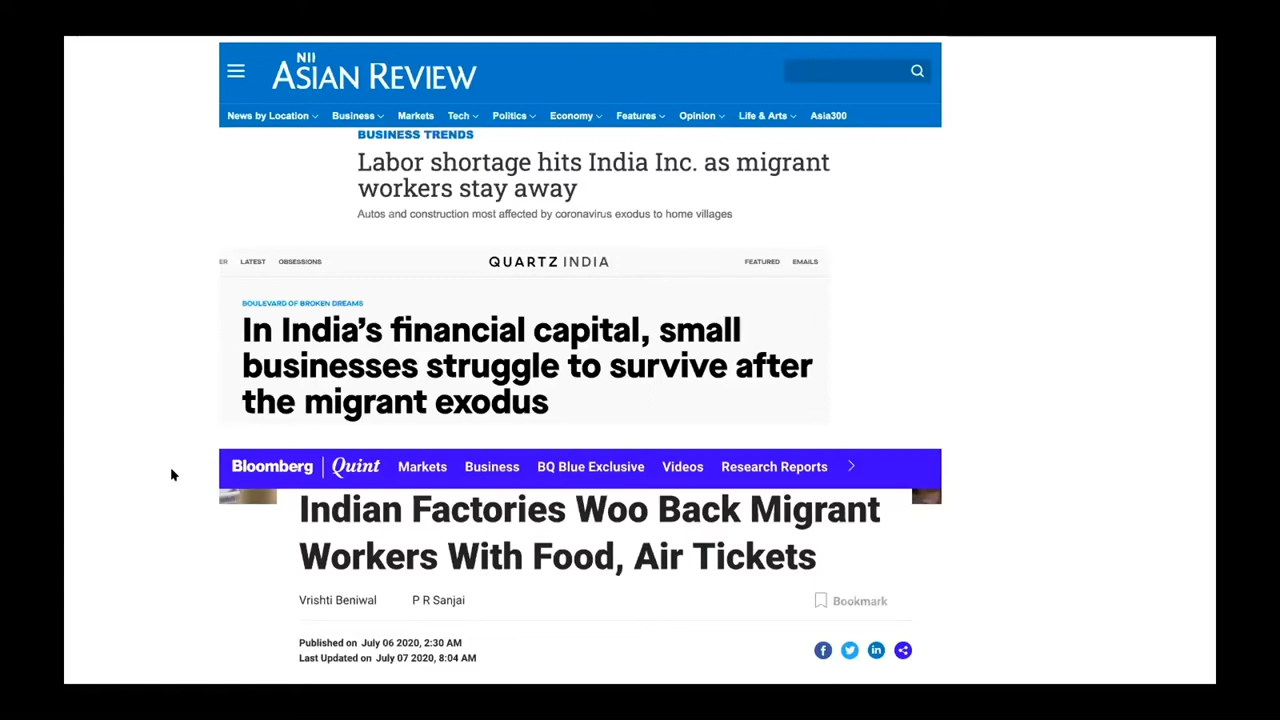 NII
ASIAN REVIEW
News by Location Business Markets Tech Politics Economy Features Opinion Life & Arts Asia300
BUSINESS TRENDS
Labor shortage hits India Inc. as migrant
workers stay away
Autos and construction most affected by coronavirus exodus to home villages
ER LATEST OBSESSIONS QUARTZ INDIA FEATURED EMAILS
BOULEVARD OF BROKEN DREAMS
In India’s financial capital, small
businesses struggle to survive after
the migrant exodus
Bloomberg | Quint Markets Business BQ Blue Exclusive Videos Research Reports
Indian Factories Woo Back Migrant
Workers With Food, Air Tickets
Vrishti Beniwal P R Sanjai Bookmark
Published on July 06 2020, 2:30 AM
Last Updated on July 07 2020, 8:04 AM